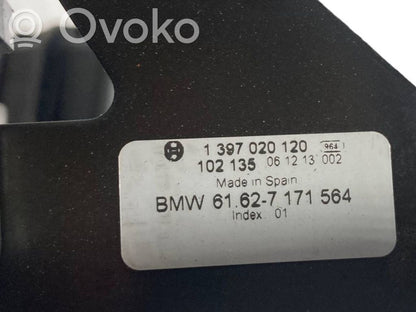 Ovoko
1 397 020 120 964
102 135 06 12 13 002
Made in Spain
BMW 61.62-7 171 564
Index 01